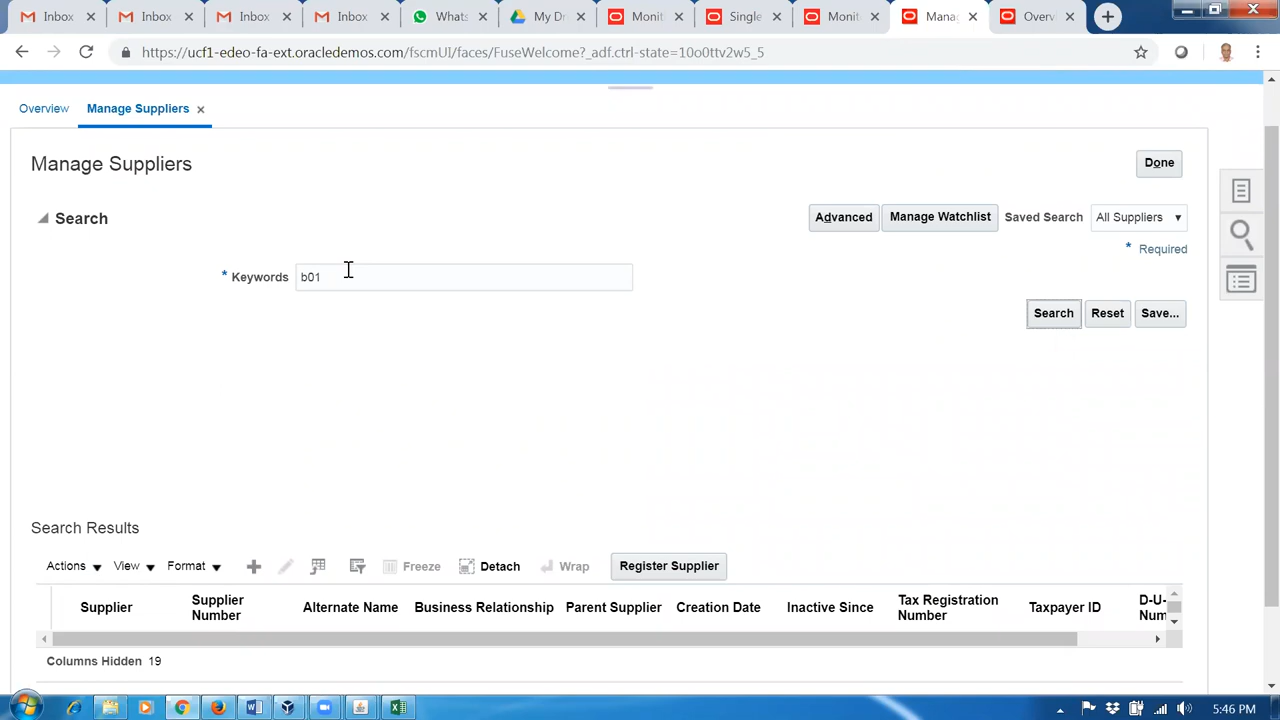 Inbox
Inbox
Inbox
Inbox
Whats
Monit
Singl
Monit
Mana
Overv
https://ucf1-edeo-fa-ext.oracledemos.com/fscmUI/faces/FuseWelcome?_adf.ctrl-state=10o0ttv2w5_5
Overview
Manage Suppliers
Manage Suppliers
Done
Search
Advanced
Manage Watchlist
Saved Search
All Suppliers
* Required
* Keywords
b01
Search
Reset
Save...
Search Results
Actions
View
Format
Freeze
Detach
Wrap
Register Supplier
Supplier
Supplier
Number
Alternate Name
Business Relationship
Parent Supplier
Creation Date
Inactive Since
Tax Registration
Number
Taxpayer ID
D-U-
Num
Columns Hidden 19
5:46 PM